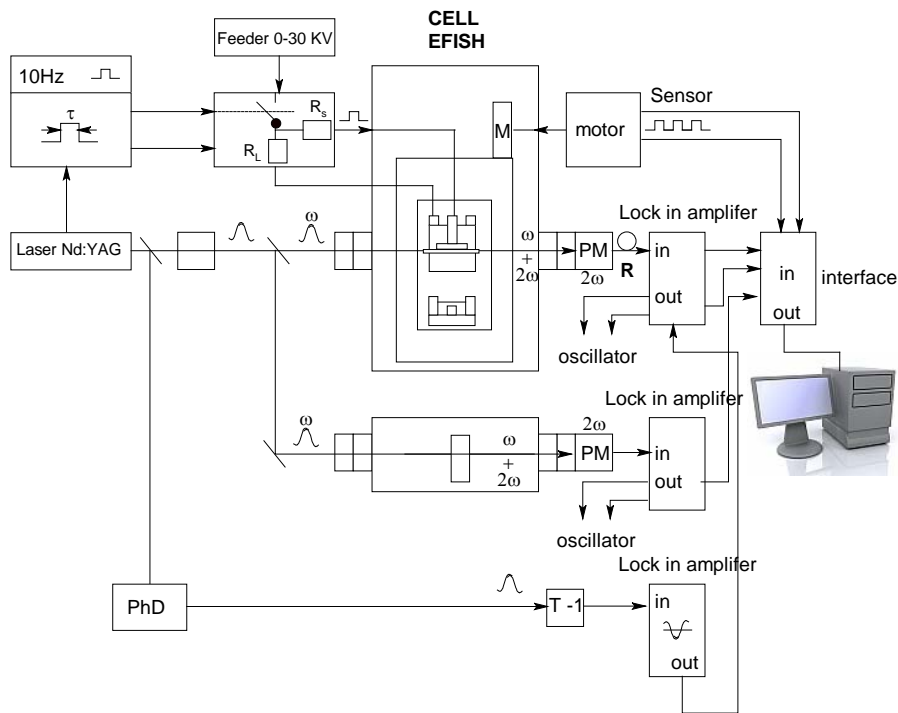 CELL
EFISH
Feeder 0-30 KV
10Hz
τ
Rs
RL
M
motor
Sensor
Laser Nd:YAG
ω
ω
+
2ω
PM
2ω
R
Lock in amplifer
in
out
oscillator
in
out
interface
ω
ω
+
2ω
2ω
PM
Lock in amplifer
in
out
oscillator
PhD
T -1
Lock in amplifer
in
out